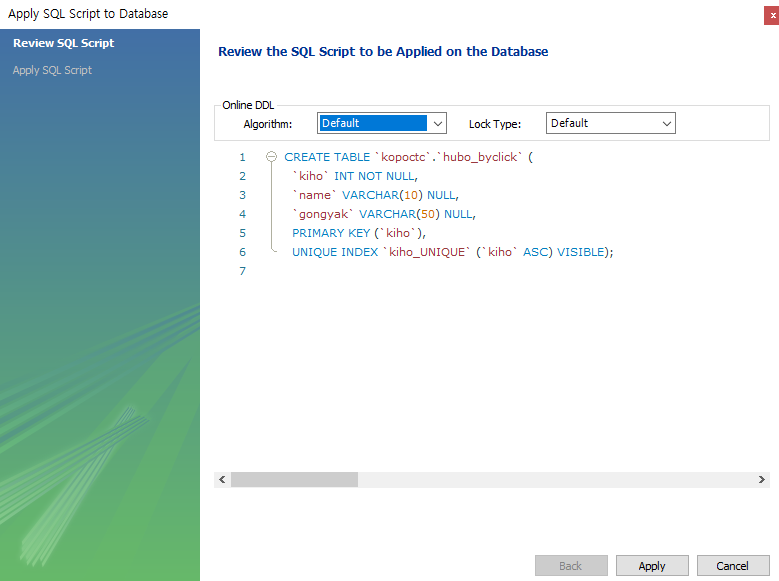 Apply SQL Script to Database
x
Review SQL Script
Apply SQL Script
Review the SQL Script to be Applied on the Database
Online DDL
Algorithm: Default Lock Type: Default
1 CREATE TABLE `kopoctc`.`hubo_byclick` (
2 `kiho` INT NOT NULL,
3 `name` VARCHAR(10) NULL,
4 `gongyak` VARCHAR(50) NULL,
5 PRIMARY KEY (`kiho`),
6 UNIQUE INDEX `kiho_UNIQUE` (`kiho` ASC) VISIBLE);
7
Back Apply Cancel